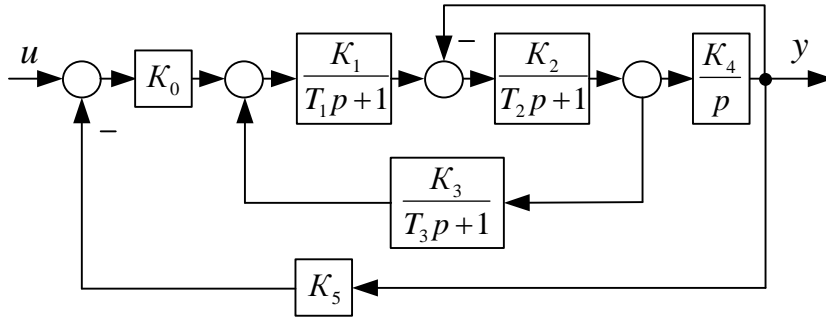 u
K₀
K₁
T₁p+1
−
K₂
T₂p+1
K₄
p
y
−
K₃
T₃p+1
K₅